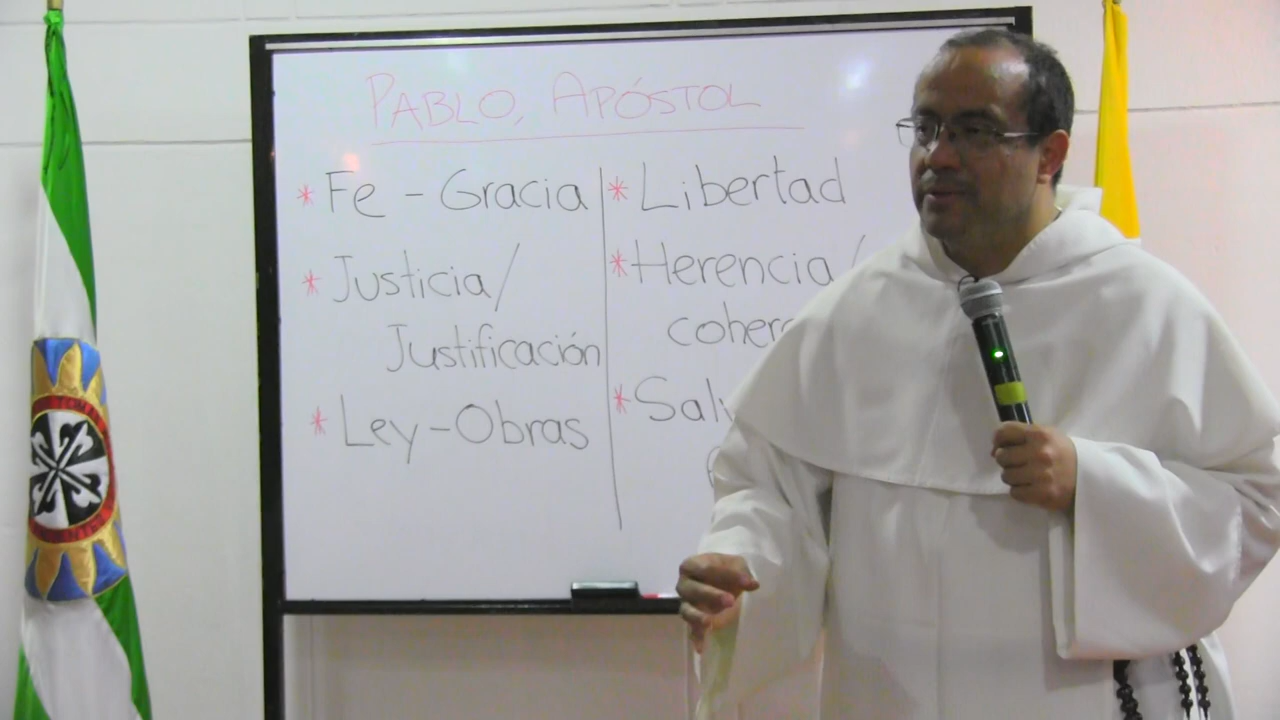 PABLO, APÓSTOL
* Fe - Gracia
* Justicia/
Justificación
* Ley - Obras
* Libertad
* Herencia/